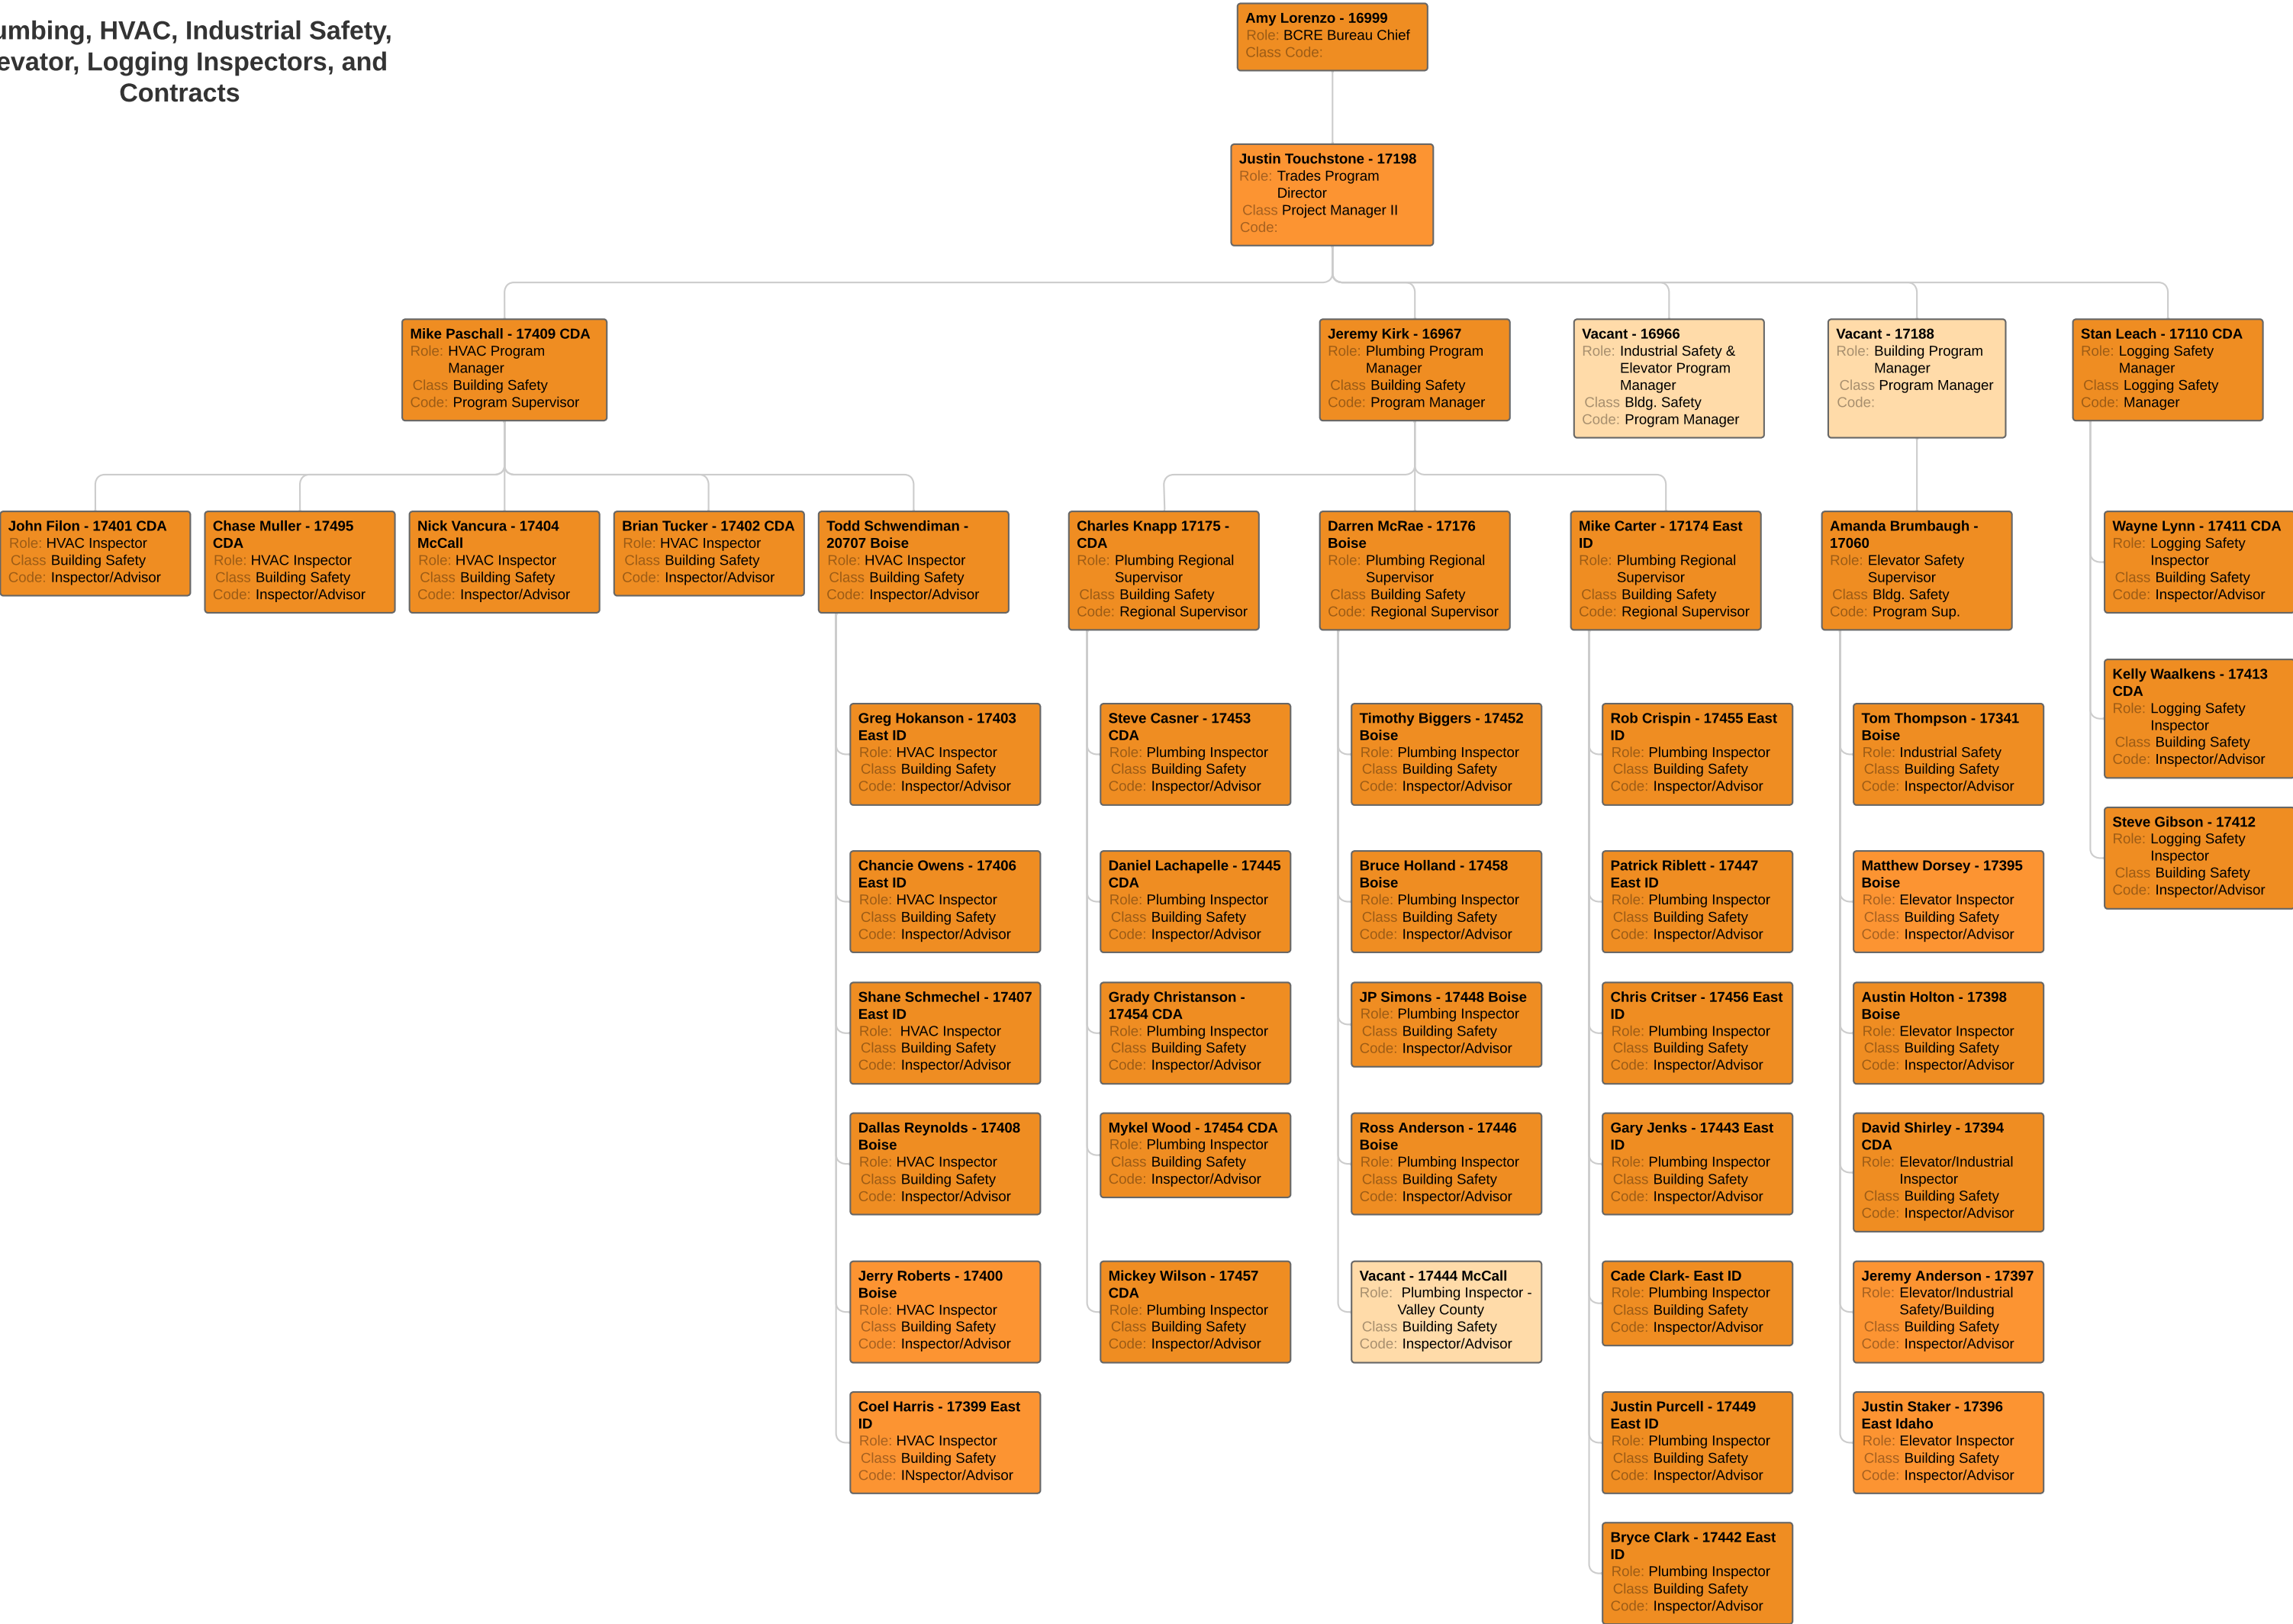 umbing, HVAC, Industrial Safety,
evator, Logging Inspectors, and
Contracts
Amy Lorenzo - 16999
Role: BCRE Bureau Chief
Class Code:
Justin Touchstone - 17198
Role: Trades Program
Director
Class Project Manager II
Code:
Mike Paschall - 17409 CDA
Role: HVAC Program
Manager
Class Building Safety
Code: Program Supervisor
Jeremy Kirk - 16967
Role: Plumbing Program
Manager
Class Building Safety
Code: Program Manager
Vacant - 16966
Role: Industrial Safety &
Elevator Program
Manager
Class Bldg. Safety
Code: Program Manager
Vacant - 17188
Role: Building Program
Manager
Class Program Manager
Code:
Stan Leach - 17110 CDA
Role: Logging Safety
Manager
Class Logging Safety
Code: Manager
John Filon - 17401 CDA
Role: HVAC Inspector
Class Building Safety
Code: Inspector/Advisor
Chase Muller - 17495
CDA
Role: HVAC Inspector
Class Building Safety
Code: Inspector/Advisor
Nick Vancura - 17404
McCall
Role: HVAC Inspector
Class Building Safety
Code: Inspector/Advisor
Brian Tucker - 17402 CDA
Role: HVAC Inspector
Class Building Safety
Code: Inspector/Advisor
Todd Schwendiman -
20707 Boise
Role: HVAC Inspector
Class Building Safety
Code: Inspector/Advisor
Charles Knapp 17175 -
CDA
Role: Plumbing Regional
Supervisor
Class Building Safety
Code: Regional Supervisor
Darren McRae - 17176
Boise
Role: Plumbing Regional
Supervisor
Class Building Safety
Code: Regional Supervisor
Mike Carter - 17174 East
ID
Role: Plumbing Regional
Supervisor
Class Building Safety
Code: Regional Supervisor
Amanda Brumbaugh -
17060
Role: Elevator Safety
Supervisor
Class Bldg. Safety
Code: Program Sup.
Wayne Lynn - 17411 CDA
Role: Logging Safety
Inspector
Class Building Safety
Code: Inspector/Advisor
Kelly Waalkens - 17413
CDA
Role: Logging Safety
Inspector
Class Building Safety
Code: Inspector/Advisor
Steve Gibson - 17412
Role: Logging Safety
Inspector
Class Building Safety
Code: Inspector/Advisor
Greg Hokanson - 17403
East ID
Role: HVAC Inspector
Class Building Safety
Code: Inspector/Advisor
Chancie Owens - 17406
East ID
Role: HVAC Inspector
Class Building Safety
Code: Inspector/Advisor
Shane Schmechel - 17407
East ID
Role: HVAC Inspector
Class Building Safety
Code: Inspector/Advisor
Dallas Reynolds - 17408
Boise
Role: HVAC Inspector
Class Building Safety
Code: Inspector/Advisor
Jerry Roberts - 17400
Boise
Role: HVAC Inspector
Class Building Safety
Code: Inspector/Advisor
Coel Harris - 17399 East
ID
Role: HVAC Inspector
Class Building Safety
Code: INspector/Advisor
Steve Casner - 17453
CDA
Role: Plumbing Inspector
Class Building Safety
Code: Inspector/Advisor
Daniel Lachapelle - 17445
CDA
Role: Plumbing Inspector
Class Building Safety
Code: Inspector/Advisor
Grady Christanson -
17454 CDA
Role: Plumbing Inspector
Class Building Safety
Code: Inspector/Advisor
Mykel Wood - 17454 CDA
Role: Plumbing Inspector
Class Building Safety
Code: Inspector/Advisor
Mickey Wilson - 17457
CDA
Role: Plumbing Inspector
Class Building Safety
Code: Inspector/Advisor
Timothy Biggers - 17452
Boise
Role: Plumbing Inspector
Class Building Safety
Code: Inspector/Advisor
Bruce Holland - 17458
Boise
Role: Plumbing Inspector
Class Building Safety
Code: Inspector/Advisor
JP Simons - 17448 Boise
Role: Plumbing Inspector
Class Building Safety
Code: Inspector/Advisor
Ross Anderson - 17446
Boise
Role: Plumbing Inspector
Class Building Safety
Code: Inspector/Advisor
Vacant - 17444 McCall
Role: Plumbing Inspector -
Valley County
Class Building Safety
Code: Inspector/Advisor
Rob Crispin - 17455 East
ID
Role: Plumbing Inspector
Class Building Safety
Code: Inspector/Advisor
Patrick Riblett - 17447
East ID
Role: Plumbing Inspector
Class Building Safety
Code: Inspector/Advisor
Chris Critser - 17456 East
ID
Role: Plumbing Inspector
Class Building Safety
Code: Inspector/Advisor
Gary Jenks - 17443 East
ID
Role: Plumbing Inspector
Class Building Safety
Code: Inspector/Advisor
Cade Clark- East ID
Role: Plumbing Inspector
Class Building Safety
Code: Inspector/Advisor
Justin Purcell - 17449
East ID
Role: Plumbing Inspector
Class Building Safety
Code: Inspector/Advisor
Bryce Clark - 17442 East
ID
Role: Plumbing Inspector
Class Building Safety
Code: Inspector/Advisor
Tom Thompson - 17341
Boise
Role: Industrial Safety
Class Building Safety
Code: Inspector/Advisor
Matthew Dorsey - 17395
Boise
Role: Elevator Inspector
Class Building Safety
Code: Inspector/Advisor
Austin Holton - 17398
Boise
Role: Elevator Inspector
Class Building Safety
Code: Inspector/Advisor
David Shirley - 17394
CDA
Role: Elevator/Industrial
Inspector
Class Building Safety
Code: Inspector/Advisor
Jeremy Anderson - 17397
Role: Elevator/Industrial
Safety/Building
Class Building Safety
Code: Inspector/Advisor
Justin Staker - 17396
East Idaho
Role: Elevator Inspector
Class Building Safety
Code: Inspector/Advisor